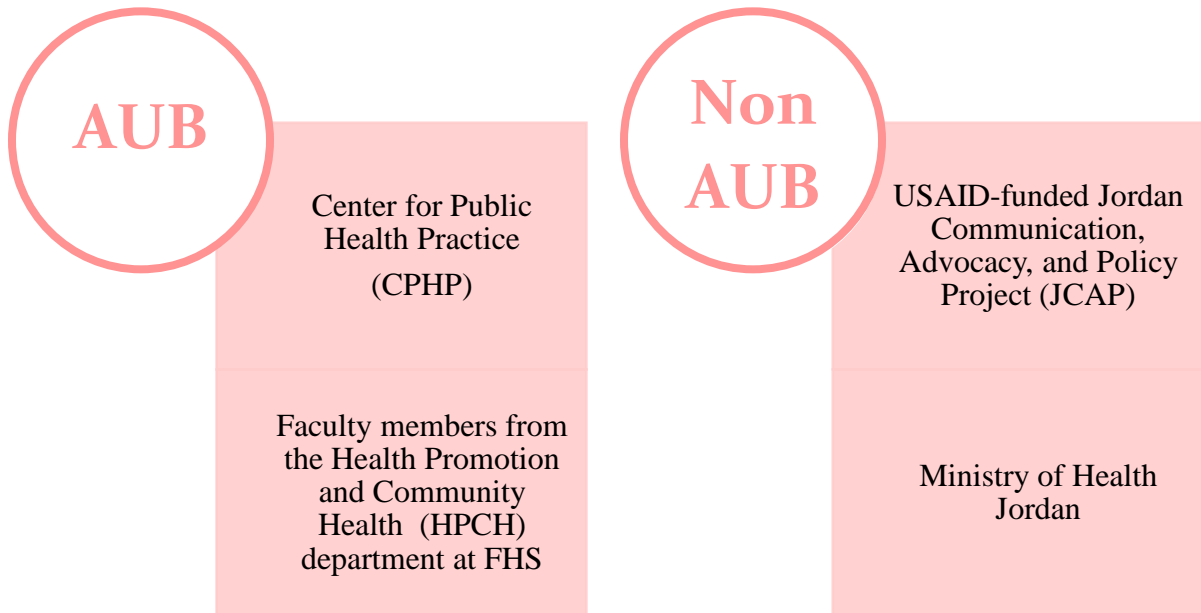 AUB
Center for Public
Health Practice
(CPHP)
Faculty members from
the Health Promotion
and Community
Health (HPCH)
department at FHS
Non
AUB
USAID-funded Jordan
Communication,
Advocacy, and Policy
Project (JCAP)
Ministry of Health
Jordan